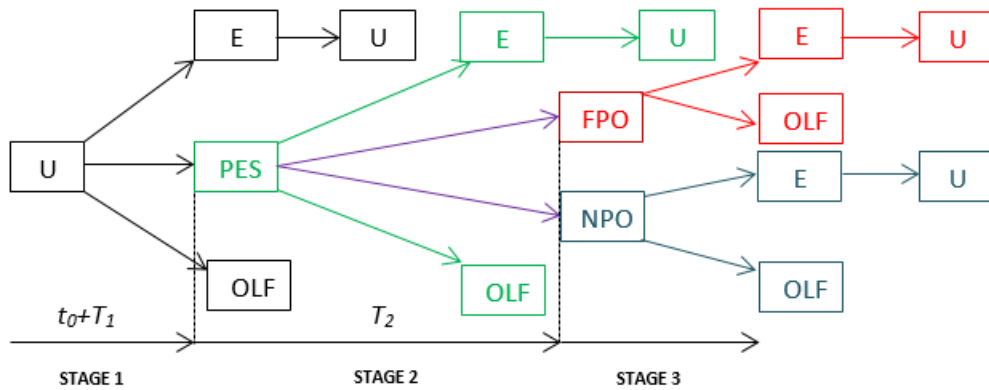 E
U
E
U
E
U
FPO
OLF
U
PES
E
U
NPO
OLF
OLF
OLF
t0+T1
T2
STAGE 1
STAGE 2
STAGE 3